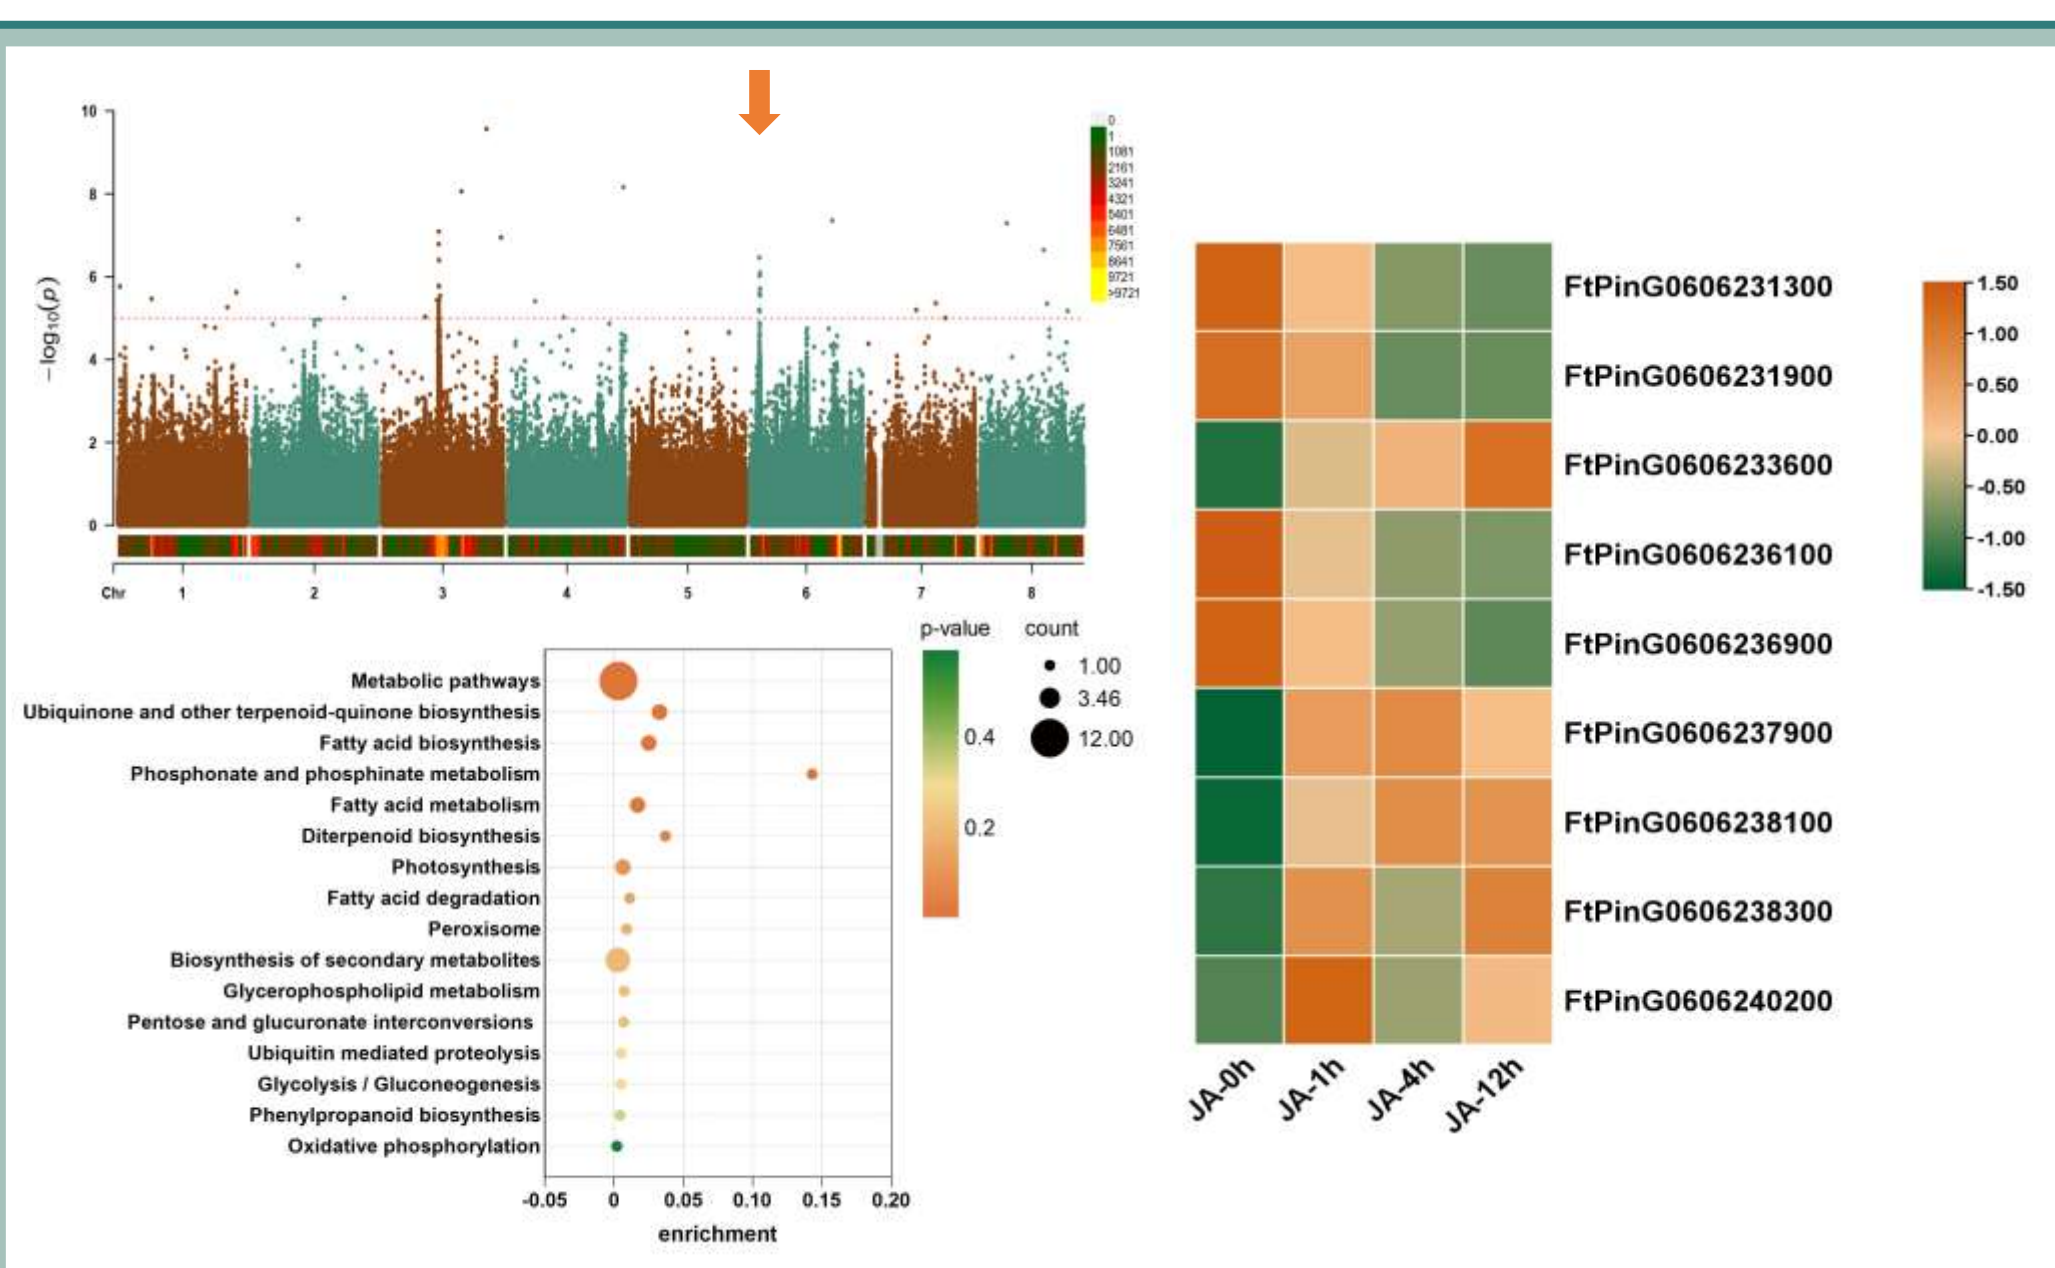 10
8
6
4
2
0
−log10(p)
Chr 1 2 3 4 5 6 7 8
0
1
1081
2161
3241
4321
5401
6481
7561
8641
9721
>9721
p-value
0.4
0.2
count
1.00
3.46
12.00
Metabolic pathways
Ubiquinone and other terpenoid-quinone biosynthesis
Fatty acid biosynthesis
Phosphonate and phosphinate metabolism
Fatty acid metabolism
Diterpenoid biosynthesis
Photosynthesis
Fatty acid degradation
Peroxisome
Biosynthesis of secondary metabolites
Glycerophospholipid metabolism
Pentose and glucuronate interconversions
Ubiquitin mediated proteolysis
Glycolysis / Gluconeogenesis
Phenylpropanoid biosynthesis
Oxidative phosphorylation
-0.05 0 0.05 0.10 0.15 0.20
enrichment
FtPinG0606231300
FtPinG0606231900
FtPinG0606233600
FtPinG0606236100
FtPinG0606236900
FtPinG0606237900
FtPinG0606238100
FtPinG0606238300
FtPinG0606240200
JA-0h JA-1h JA-4h JA-12h
1.50
1.00
0.50
0.00
-0.50
-1.00
-1.50